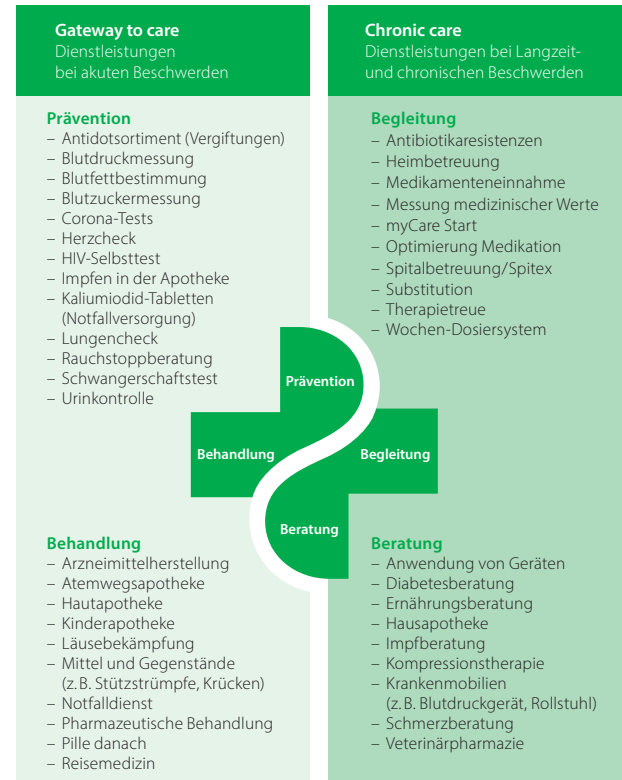 Gateway to care
Dienstleistungen
bei akuten Beschwerden
Prävention
– Antidotsortiment (Vergiftungen)
– Blutdruckmessung
– Blutfettbestimmung
– Blutzuckermessung
– Corona-Tests
– Herzcheck
– HIV-Selbsttest
– Impfen in der Apotheke
– Kaliumiodid-Tabletten
(Notfallversorgung)
– Lungencheck
– Rauchstoppberatung
– Schwangerschaftstest
– Urinkontrolle
Behandlung
– Arzneimittelherstellung
– Atemwegsapotheke
– Hautapotheke
– Kinderapotheke
– Läusebekämpfung
– Mittel und Gegenstände
(z. B. Stützstrümpfe, Krücken)
– Notfalldienst
– Pharmazeutische Behandlung
– Pille danach
– Reisemedizin
Chronic care
Dienstleistungen bei Langzeit-
und chronischen Beschwerden
Begleitung
– Antibiotikaresistenzen
– Heimbetreuung
– Medikamenteneinnahme
– Messung medizinischer Werte
– myCare Start
– Optimierung Medikation
– Spitalbetreuung/Spitex
– Substitution
– Therapietreue
– Wochen-Dosiersystem
Beratung
– Anwendung von Geräten
– Diabetesberatung
– Ernährungsberatung
– Hausapotheke
– Impfberatung
– Kompressionstherapie
– Krankenmobilien
(z. B. Blutdruckgerät, Rollstuhl)
– Schmerzberatung
– Veterinärpharmazie
Prävention
Behandlung
Begleitung
Beratung